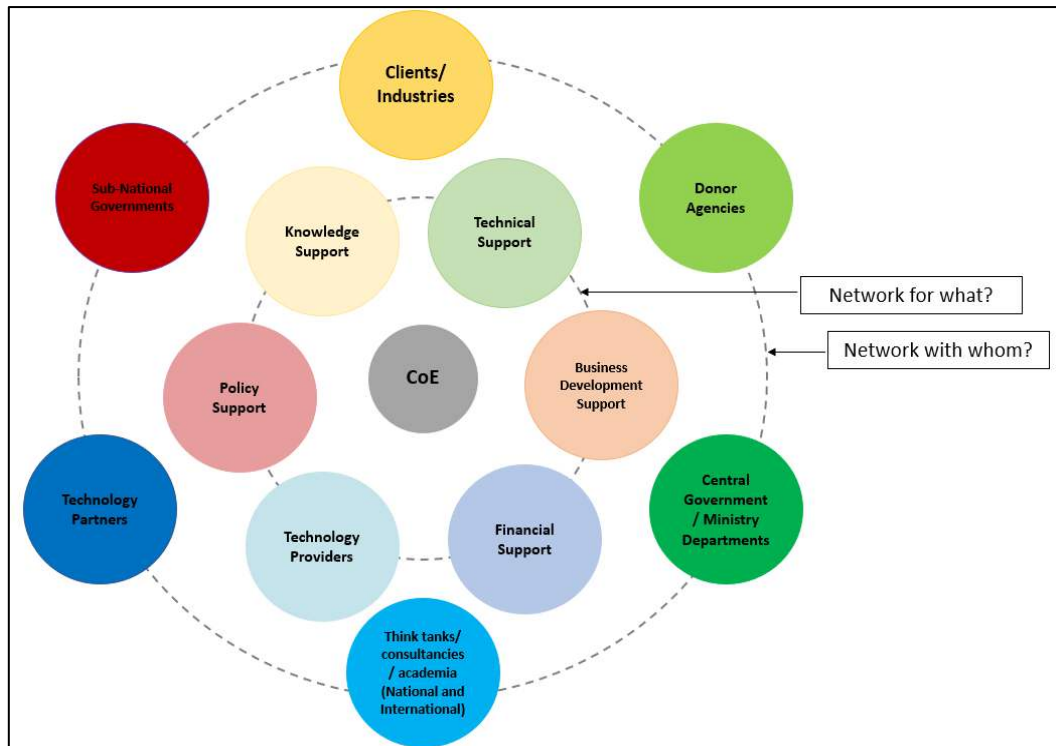 Clients/
Industries
Sub-National
Governments
Donor
Agencies
Knowledge
Support
Technical
Support
Network for what?
Network with whom?
CoE
Policy
Support
Business
Development
Support
Technology
Partners
Central
Government
/ Ministry
Departments
Technology
Providers
Financial
Support
Think tanks/
consultancies
/ academia
(National and
International)